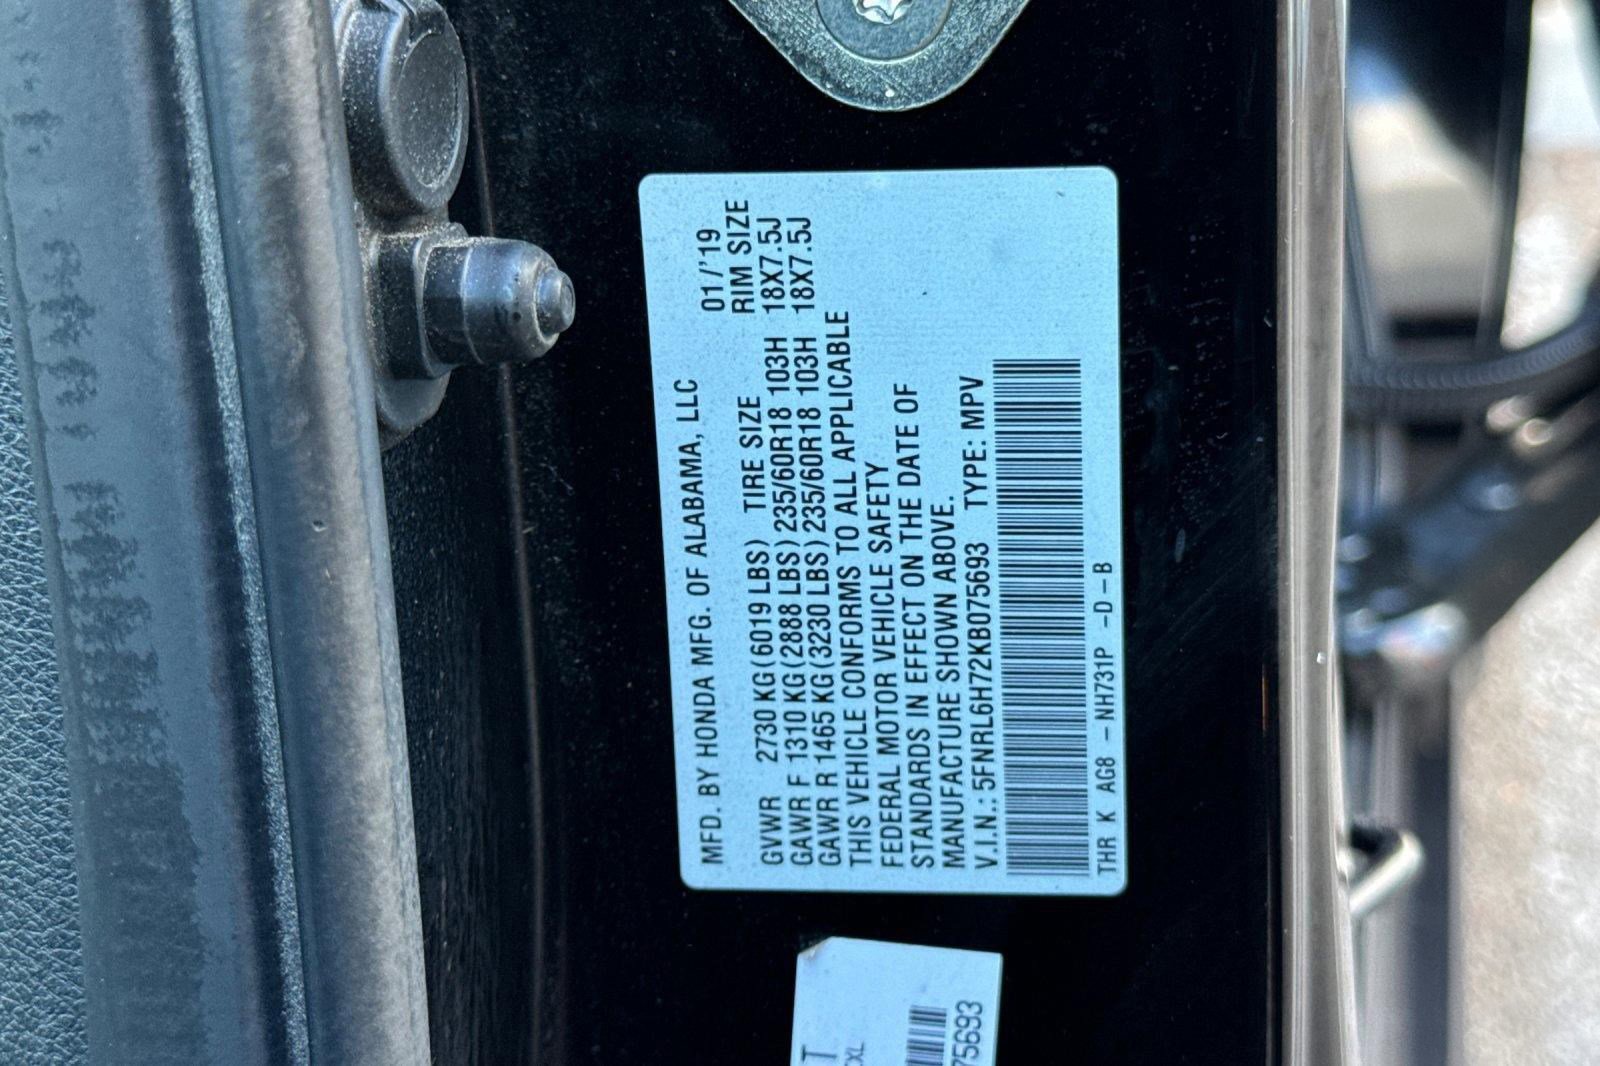 MFD. BY HONDA MFG. OF ALABAMA, LLC 01/'19
GVWR 2730 KG(6019 LBS) TIRE SIZE RIM SIZE
GAWR F 1310 KG(2888 LBS) 235/60R18 103H 18X7.5J
GAWR R 1465 KG(3230 LBS) 235/60R18 103H 18X7.5J
THIS VEHICLE CONFORMS TO ALL APPLICABLE
FEDERAL MOTOR VEHICLE SAFETY
STANDARDS IN EFFECT ON THE DATE OF
MANUFACTURE SHOWN ABOVE.
V.I.N.: 5FNRL6H72KB075693 TYPE: MPV
THR K AG8 - NH731P -D-B
T
XL
75693